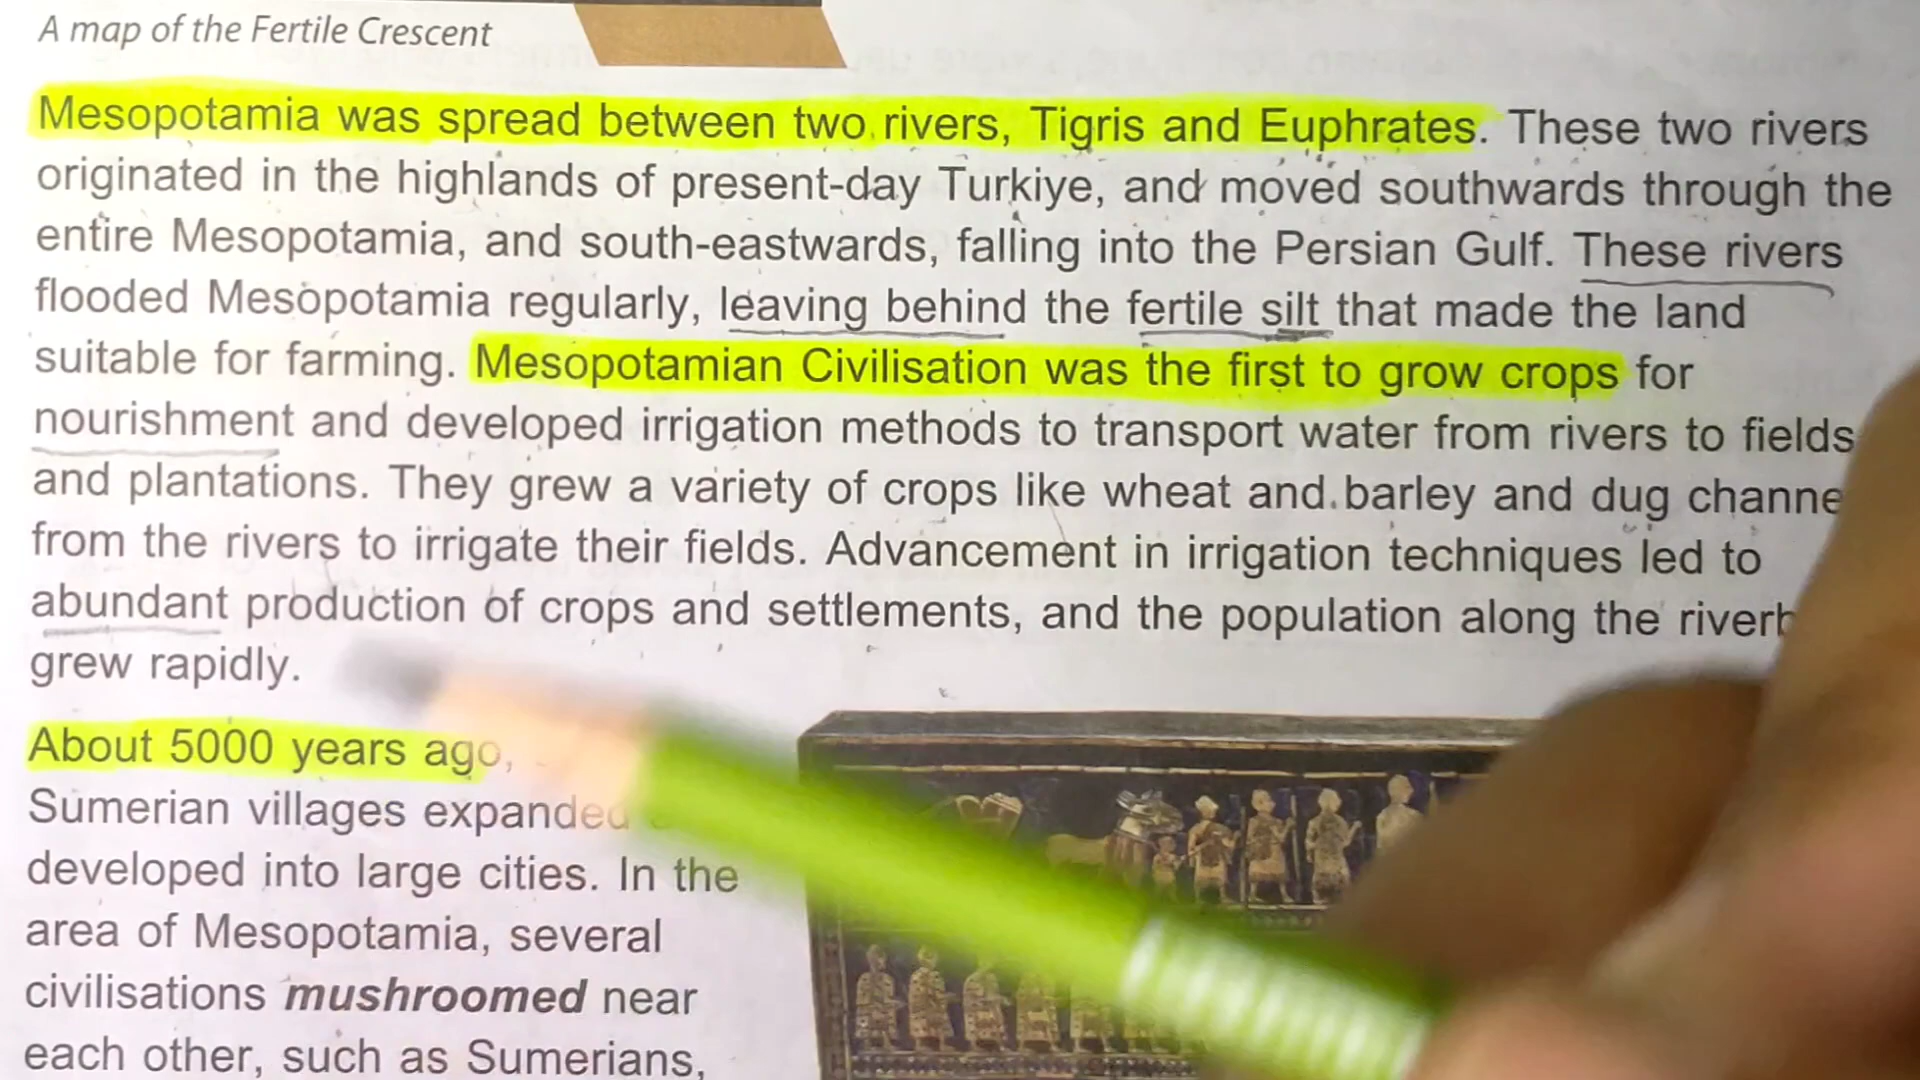 A map of the Fertile Crescent
Mesopotamia was spread between two rivers, Tigris and Euphrates. These two rivers
originated in the highlands of present-day Turkiye, and moved southwards through the
entire Mesopotamia, and south-eastwards, falling into the Persian Gulf. These rivers
flooded Mesopotamia regularly, leaving behind the fertile silt that made the land
suitable for farming. Mesopotamian Civilisation was the first to grow crops for
nourishment and developed irrigation methods to transport water from rivers to fields
and plantations. They grew a variety of crops like wheat and barley and dug
from the rivers to irrigate their fields. Advancement in irrigation techniques led to
abundant production of crops and settlements, and the population along the
grew rapidly.
About 5000 years ago,
Sumerian villages expanded
developed into large cities. In the
area of Mesopotamia, several
civilisations mushroomed near
each other, such as Sumerians,